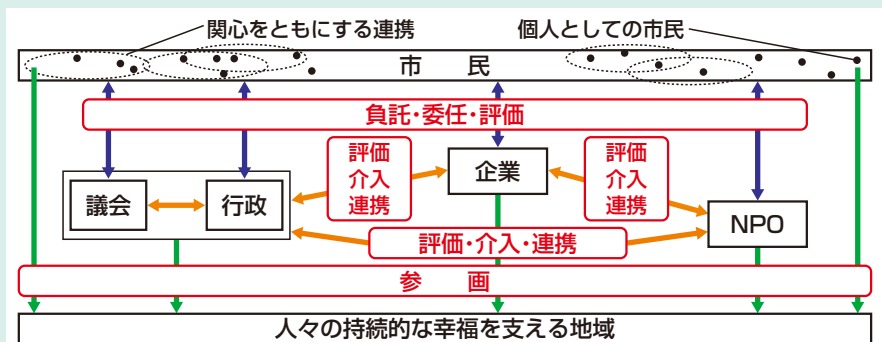 関心をともにする連携
個人としての市民
市 民
負託・委任・評価
評価
介入
連携
企業
評価
介入
連携
議会
行政
NPO
評価・介入・連携
参 画
人々の持続的な幸福を支える地域